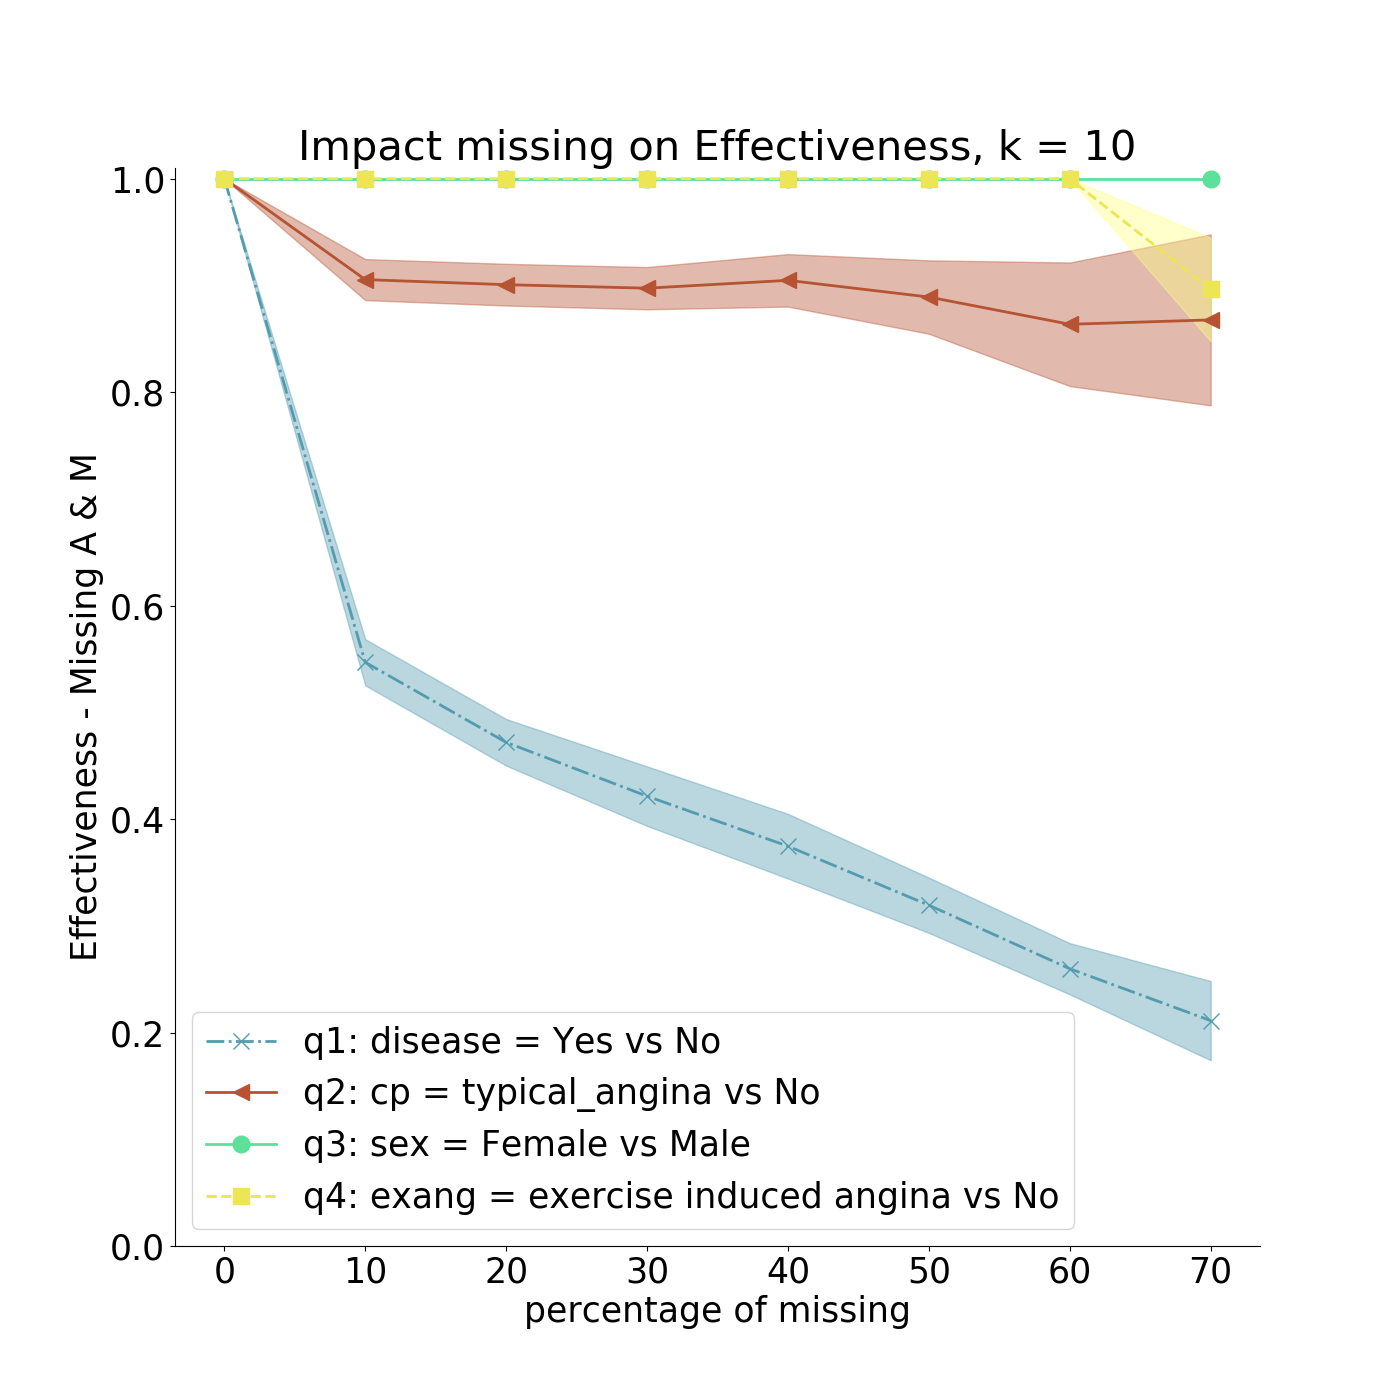 Impact missing on Effectiveness, k = 10
1.0
0.8
0.6
0.4
0.2
0.0
Effectiveness - Missing A & M
q1: disease = Yes vs No
q2: cp = typical_angina vs No
q3: sex = Female vs Male
q4: exang = exercise induced angina vs No
0 10 20 30 40 50 60 70
percentage of missing